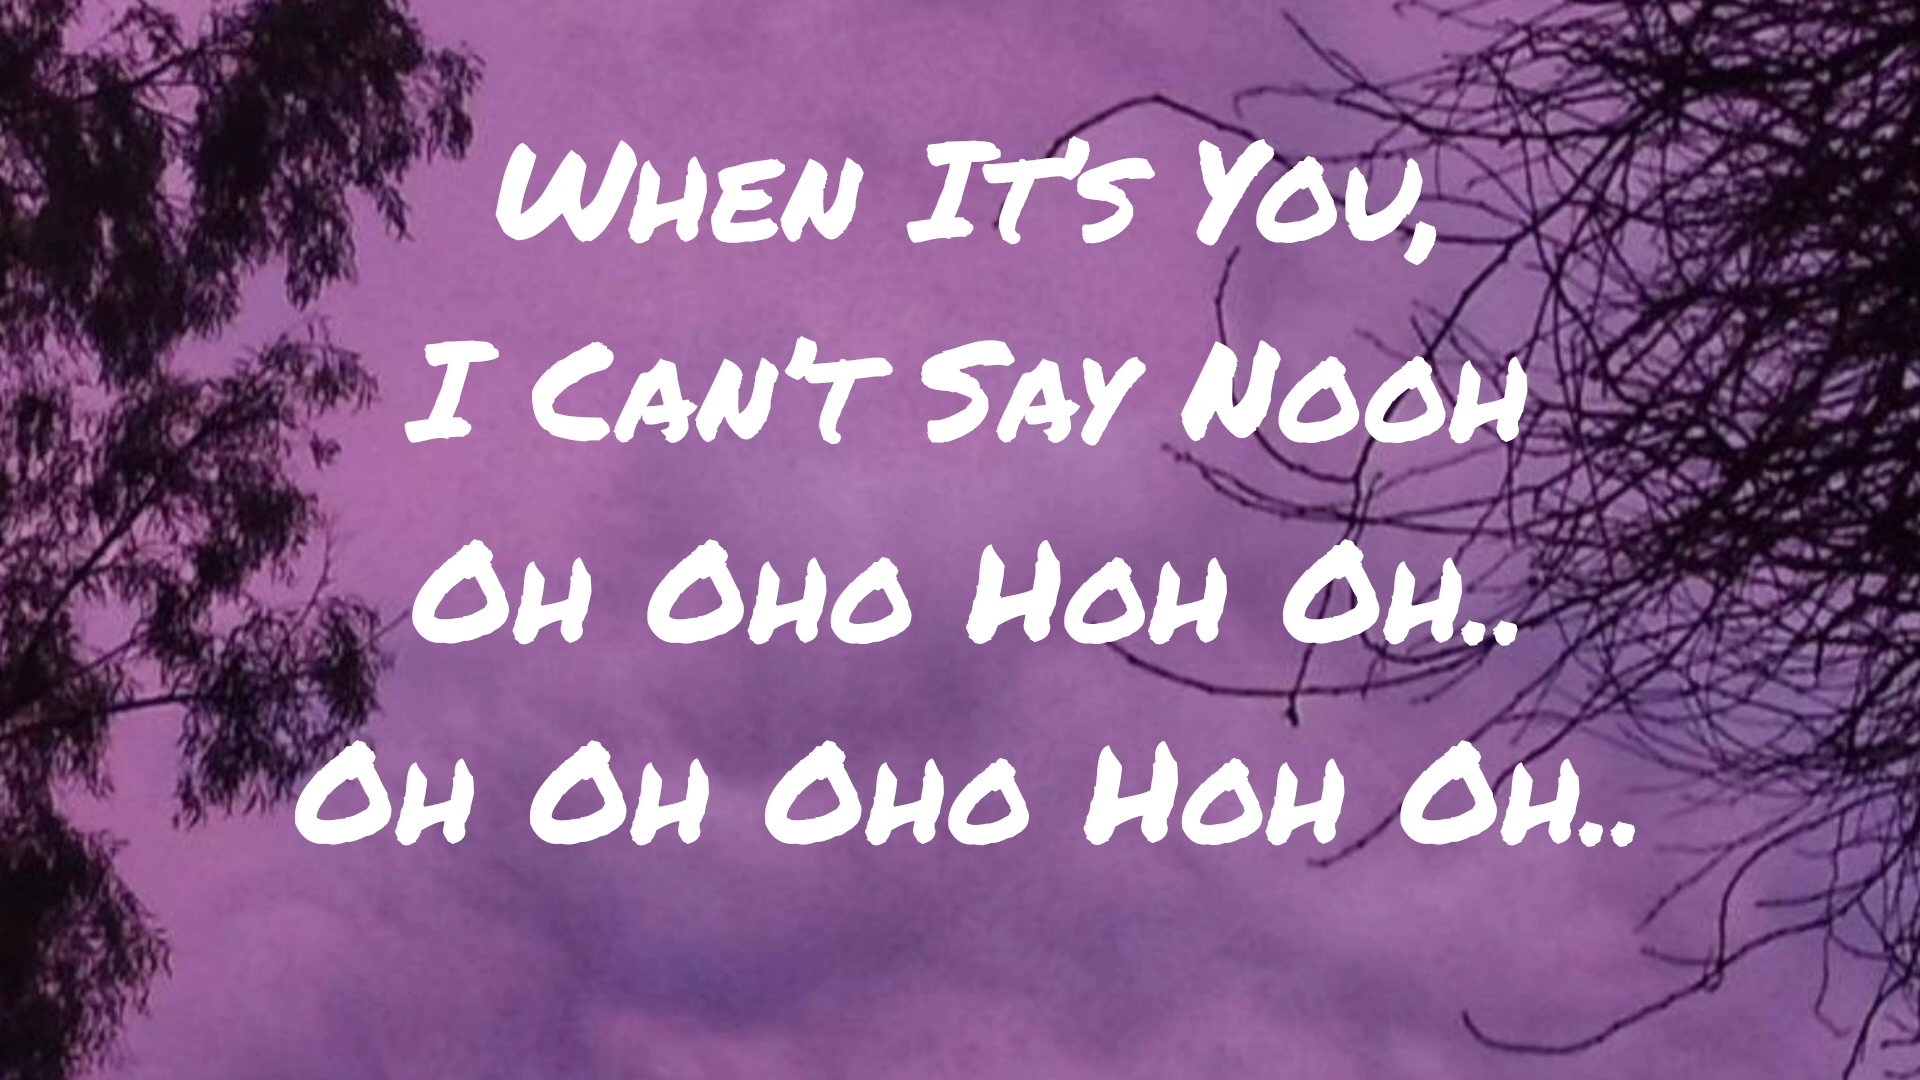 When It's You,
I Can't Say Nooh
Oh Oho Hoh Oh..
Oh Oh Oho Hoh Oh..